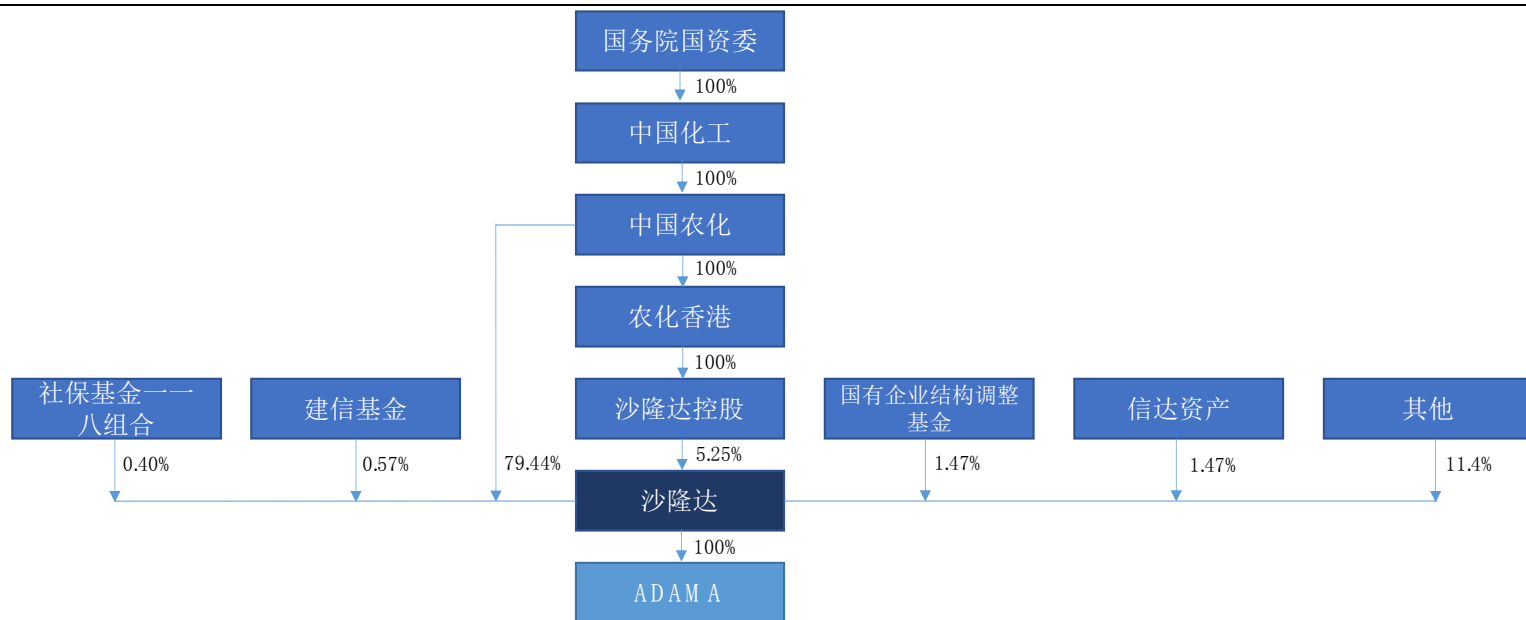 国务院国资委
100%
中国化工
100%
中国农化
100%
农化香港
100%
社保基金一一
八组合
建信基金
沙隆达控股
国有企业结构调整
基金
信达资产
其他
0.40%
0.57%
79.44%
5.25%
1.47%
1.47%
11.4%
沙隆达
100%
ADAMA